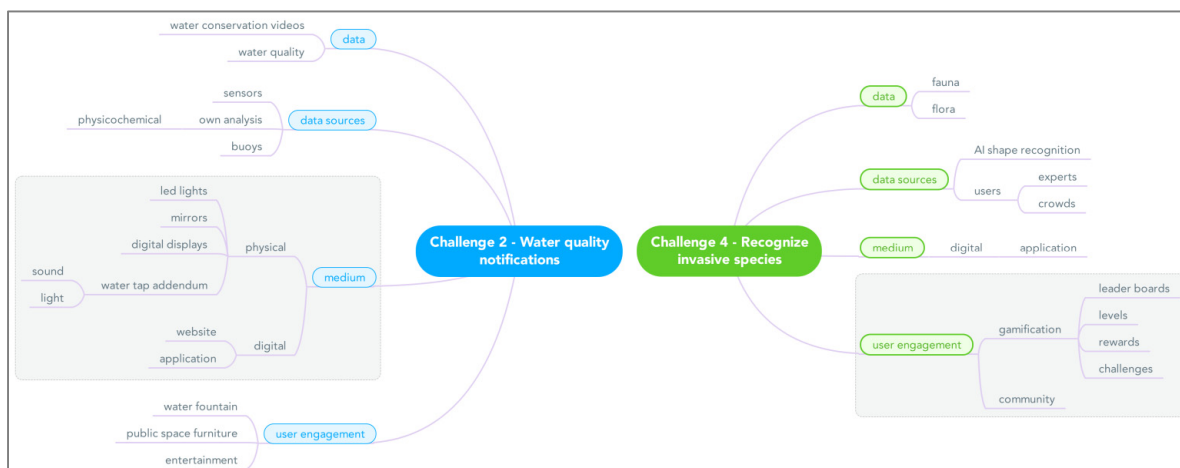 water conservation videos
data
water quality
sensors
physicochemical
own analysis
data sources
buoys
led lights
mirrors
physical
digital displays
sound
water tap addendum
light
medium
website
digital
application
water fountain
public space furniture
user engagement
entertainment
Challenge 2 - Water quality
notifications
Challenge 4 - Recognize
invasive species
data
fauna
flora
data sources
AI shape recognition
users
experts
crowds
medium
digital
application
user engagement
gamification
leader boards
levels
rewards
challenges
community